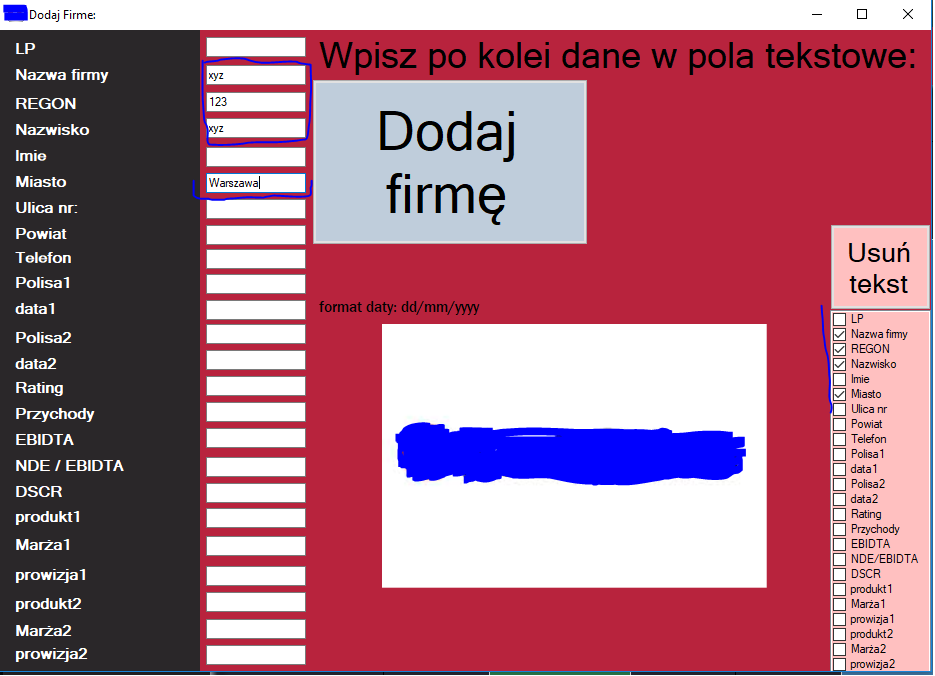 Dodaj Firme:
LP
Nazwa firmy xyz
REGON 123
Nazwisko xyz
Imie
Miasto Warszawa
Ulica nr:
Powiat
Telefon
Polisa1
data1
Polisa2
data2
Rating
Przychody
EBIDTA
NDE / EBIDTA
DSCR
produkt1
Marża1
prowizja1
produkt2
Marża2
prowizja2
Wpisz po kolei dane w pola tekstowe:
Dodaj
firmę
format daty: dd/mm/yyyy
Usuń
tekst
LP
Nazwa firmy
REGON
Nazwisko
Imie
Miasto
Ulica nr
Powiat
Telefon
Polisa1
data1
Polisa2
data2
Rating
Przychody
EBIDTA
NDE/EBIDTA
DSCR
produkt1
Marża1
prowizja1
produkt2
Marża2
prowizja2